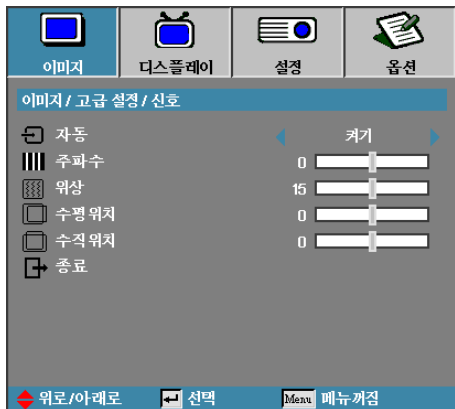 이미지 디스플레이 설정 옵션
이미지 / 고급 설정 / 신호
자동 켜기
주파수 0
위상 15
수평 위치 0
수직 위치 0
종료
위로/아래로 선택 Menu 메뉴꺼짐